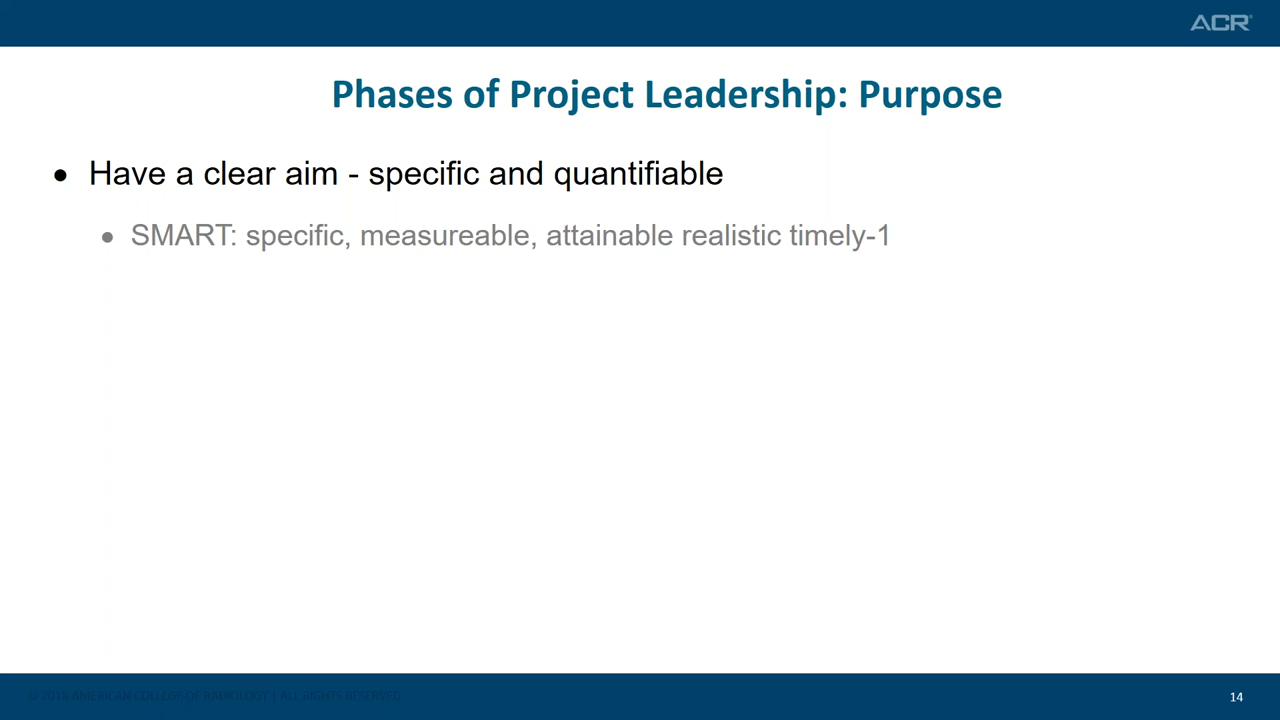 ACR®
Phases of Project Leadership: Purpose
• Have a clear aim - specific and quantifiable
• SMART: specific, measureable, attainable realistic timely-1
© 2018 AMERICAN COLLEGE OF RADIOLOGY | ALL RIGHTS RESERVED
14